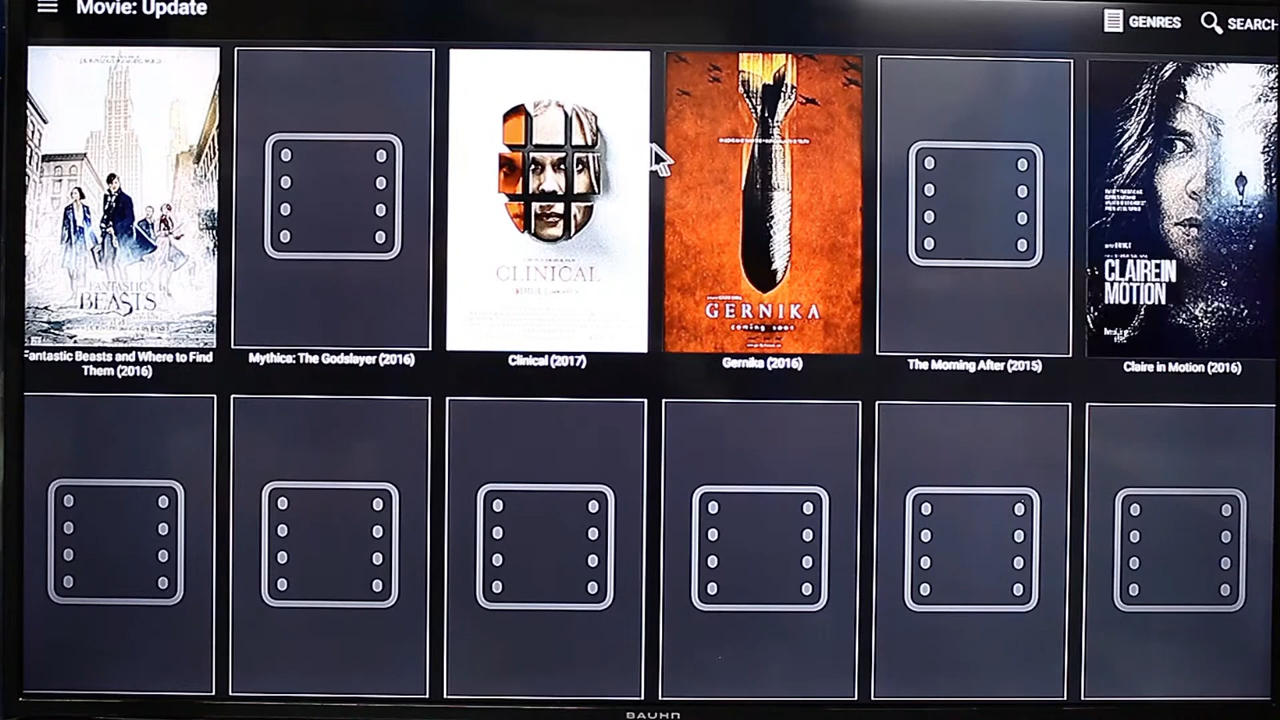 Movie: Update
GENRES
SEARCH
FANTASTIC
BEASTS
CLINICAL
GERNIKA
coming soon
CLAIRE IN
MOTION
Fantastic Beasts and Where to Find
Them (2016)
Mythica: The Godslayer (2016)
Clinical (2017)
Gernika (2016)
The Morning After (2015)
Claire in Motion (2016)
BAUHN